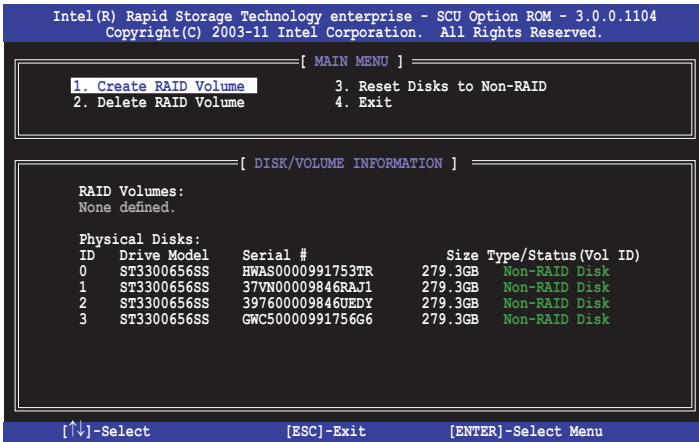 Intel(R) Rapid Storage Technology enterprise - SCU Option ROM - 3.0.0.1104
Copyright(C) 2003-11 Intel Corporation. All Rights Reserved.
[ MAIN MENU ]
1. Create RAID Volume 3. Reset Disks to Non-RAID
2. Delete RAID Volume 4. Exit
[ DISK/VOLUME INFORMATION ]
RAID Volumes:
None defined.
Physical Disks:
ID Drive Model Serial # Size Type/Status(Vol ID)
0 ST3300656SS HWAS0000991753TR 279.3GB Non-RAID Disk
1 ST3300656SS 37VN00009846RAJ1 279.3GB Non-RAID Disk
2 ST3300656SS 397600009846UEDY 279.3GB Non-RAID Disk
3 ST3300656SS GWC50000991756G6 279.3GB Non-RAID Disk
[↑↓]-Select [ESC]-Exit [ENTER]-Select Menu